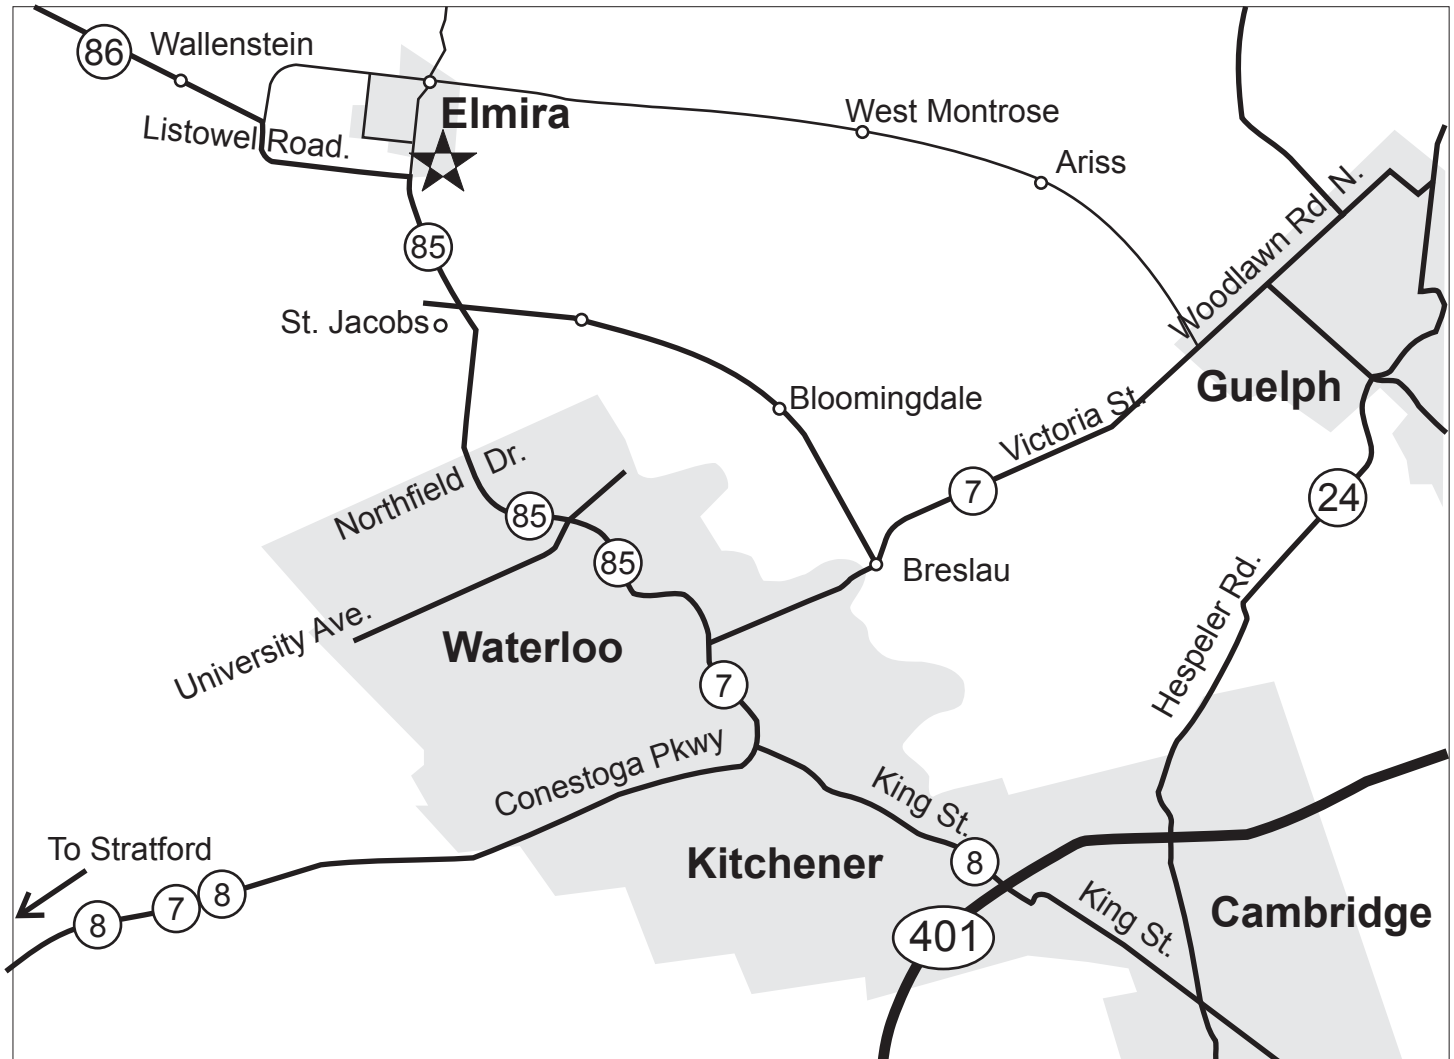 86
Wallenstein
Elmira
West Montrose
Listowel Road.
Ariss
Woodlawn Rd. N.
85
St. Jacobs
Guelph
Bloomingdale
Victoria St.
Northfield Dr.
7
24
85
85
Breslau
Hespeler Rd.
University Ave.
Waterloo
7
Conestoga Pkwy
King St.
To Stratford
Kitchener
8
8
7
8
King St.
Cambridge
401